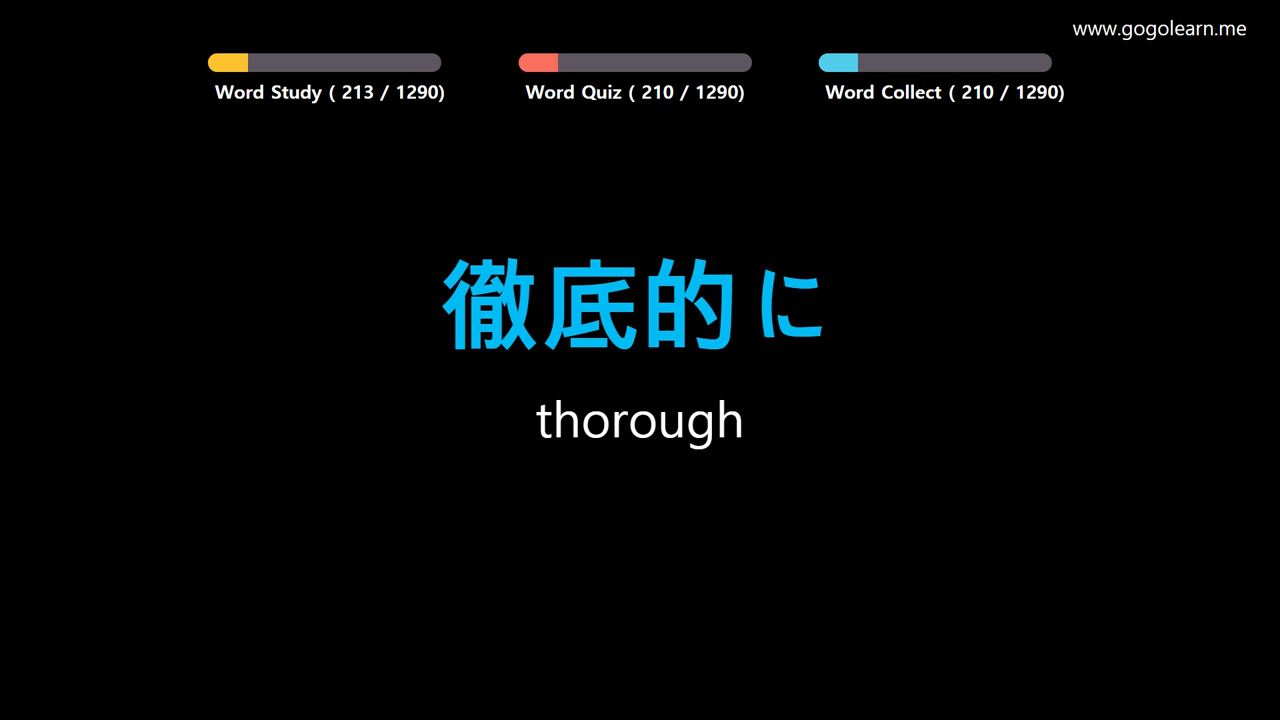 www.gogolearn.me
Word Study ( 213 / 1290)
Word Quiz ( 210 / 1290)
Word Collect ( 210 / 1290)
徹底的に
thorough